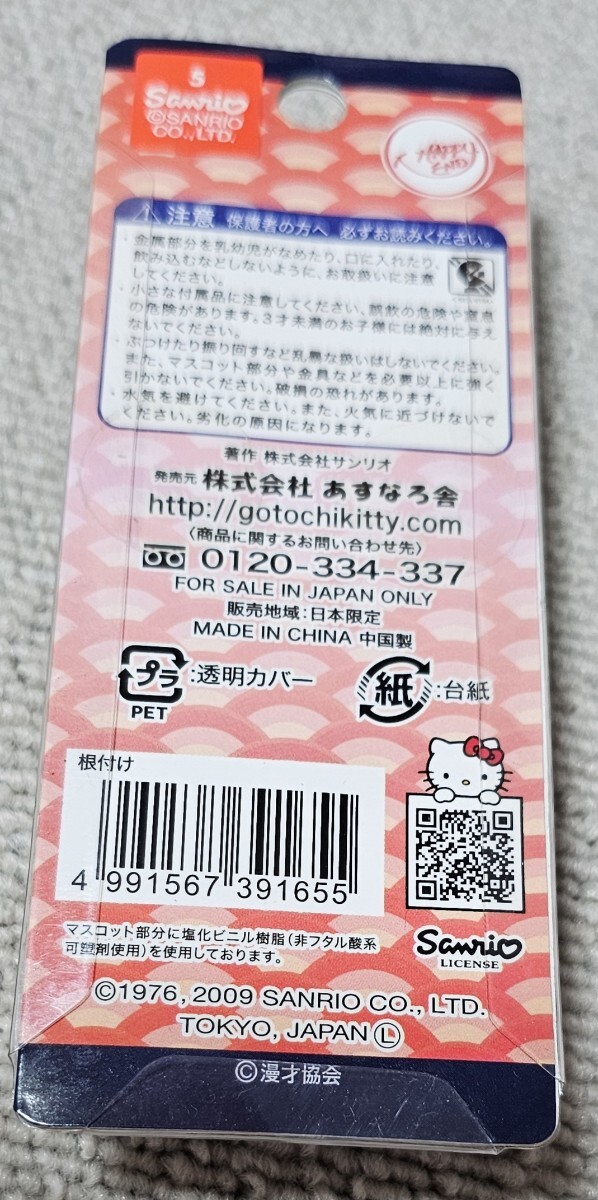 5
Sanrio
©SANRIO
CO., LTD.
HAPPY
END
注意 保護者の方へ 必ずお読みください。
・金属部分を乳幼児がなめたり、口に入れたり、
飲み込むなどしないように、お取扱いに注意
してください。
・小さな付属品に注意してください、誤飲の危険や窒息
の危険があります。3才未満のお子様には絶対に与え
ないでください。
・ぶつけたり振り回すなど乱暴な扱いはしないでください。
また、マスコット部分や金具などを必要以上に強く
引かないでください。破損の恐れがあります。
・水気を避けてください。また、火気に近づけないで
ください。劣化の原因になります。
著作 株式会社サンリオ
発売元 株式会社 あすなろ舎
http://gotochikitty.com
〈商品に関するお問い合わせ先〉
0120-334-337
FOR SALE IN JAPAN ONLY
販売地域:日本限定
MADE IN CHINA 中国製
プラ :透明カバー
PET
紙 :台紙
根付け
4 991567 391655
Sanrio
LICENSE
マスコット部分に塩化ビニル樹脂(非フタル酸系
可塑剤使用)を使用しております。
©1976, 2009 SANRIO CO., LTD.
TOKYO, JAPAN Ⓛ
©漫才協会